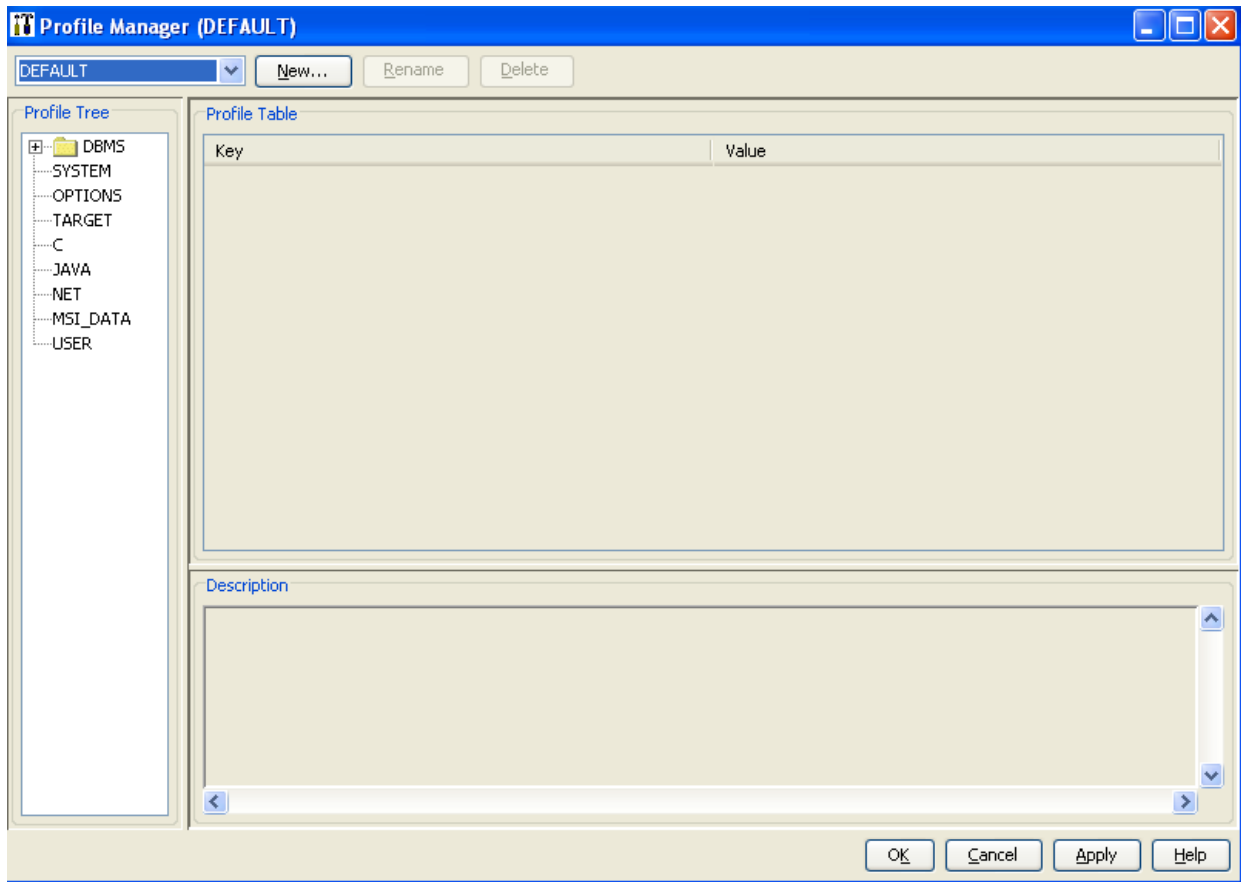 Profile Manager (DEFAULT)
DEFAULT New... Rename Delete
Profile Tree
DBMS
SYSTEM
OPTIONS
TARGET
C
JAVA
NET
MSI_DATA
USER
Profile Table
Key Value
Description
OK Cancel Apply Help